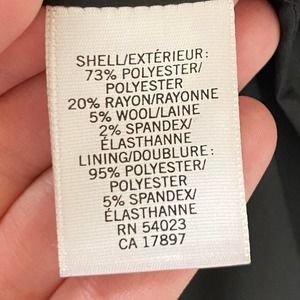 SHELL/EXTÉRIEUR:
73% POLYESTER/
POLYESTER
20% RAYON/RAYONNE
5% WOOL/LAINE
2% SPANDEX/
ÉLASTHANNE
LINING/DOUBLURE:
95% POLYESTER/
POLYESTER
5% SPANDEX/
ÉLASTHANNE
RN 54023
CA 17897